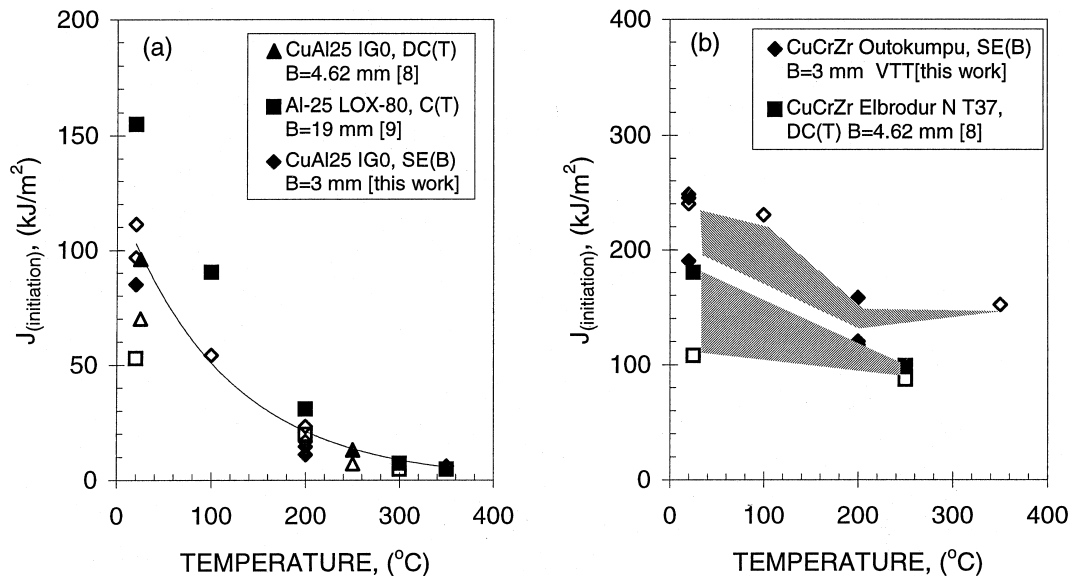 (a)
CuAl25 IG0, DC(T)
B=4.62 mm [8]
Al-25 LOX-80, C(T)
B=19 mm [9]
CuAl25 IG0, SE(B)
B=3 mm [this work]
200
150
100
50
0
J(initiation), (kJ/m²)
0 100 200 300 400
TEMPERATURE, (°C)
(b)
CuCrZr Outokumpu, SE(B)
B=3 mm VTT[this work]
CuCrZr Elbrodur N T37,
DC(T) B=4.62 mm [8]
400
300
200
100
0
J(initiation), (kJ/m²)
0 100 200 300 400
TEMPERATURE, (°C)